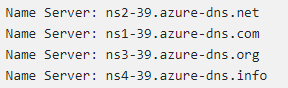 Name Server: ns2-39.azure-dns.net
Name Server: ns1-39.azure-dns.com
Name Server: ns3-39.azure-dns.org
Name Server: ns4-39.azure-dns.info